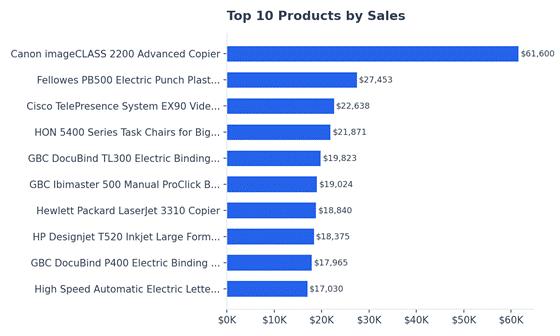 Top 10 Products by Sales
Canon imageCLASS 2200 Advanced Copier $61,600
Fellowes PB500 Electric Punch Plast... $27,453
Cisco TelePresence System EX90 Vide... $22,638
HON 5400 Series Task Chairs for Big... $21,871
GBC DocuBind TL300 Electric Binding... $19,823
GBC Ibimaster 500 Manual ProClick B... $19,024
Hewlett Packard LaserJet 3310 Copier $18,840
HP Designjet T520 Inkjet Large Form... $18,375
GBC DocuBind P400 Electric Binding ... $17,965
High Speed Automatic Electric Lette... $17,030
$0K $10K $20K $30K $40K $50K $60K